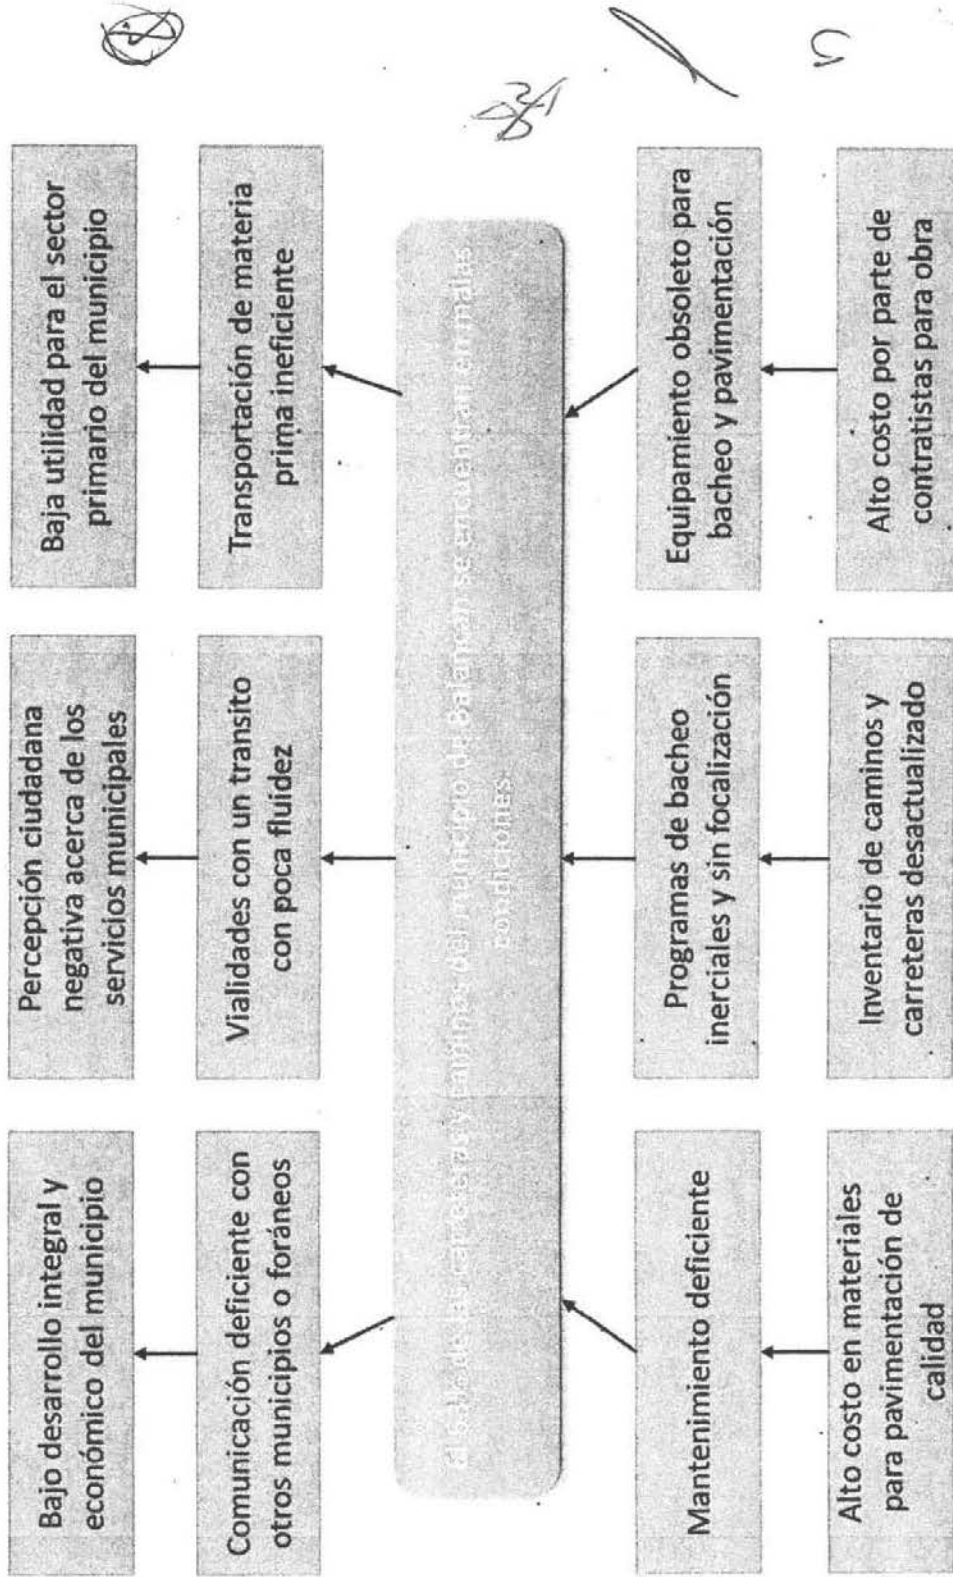 Bajo desarrollo integral y
económico del municipio
Percepción ciudadana
negativa acerca de los
servicios municipales
Baja utilidad para el sector
primario del municipio
Comunicación deficiente con
otros municipios o foráneos
Vialidades con un transito
con poca fluidez
Transportación de materia
prima ineficiente
de las carreteras y caminos del municipio de Balancán se encuentran en malas
condiciones.
Mantenimiento deficiente
Programas de bacheo
inerciales y sin focalización
Equipamiento obsoleto para
bacheo y pavimentación
Alto costo en materiales
para pavimentación de
calidad
Inventario de caminos y
carreteras desactualizado
Alto costo por parte de
contratistas para obra